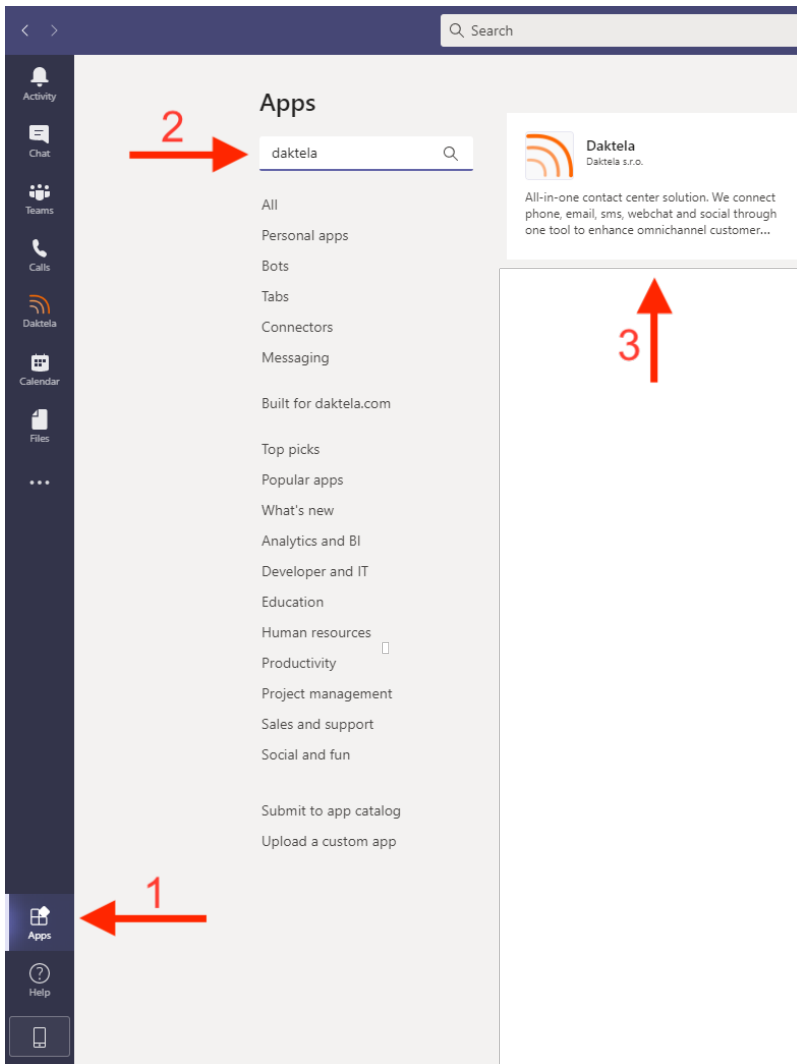 Search
Activity
Chat
Teams
Calls
Daktela
Calendar
Files
Apps
Help
Apps
2
daktela
All
Personal apps
Bots
Tabs
Connectors
Messaging
Built for daktela.com
Top picks
Popular apps
What's new
Analytics and BI
Developer and IT
Education
Human resources
Productivity
Project management
Sales and support
Social and fun
Submit to app catalog
Upload a custom app
1
Daktela
Daktela s.r.o.
All-in-one contact center solution. We connect
phone, email, sms, webchat and social through
one tool to enhance omnichannel customer...
3